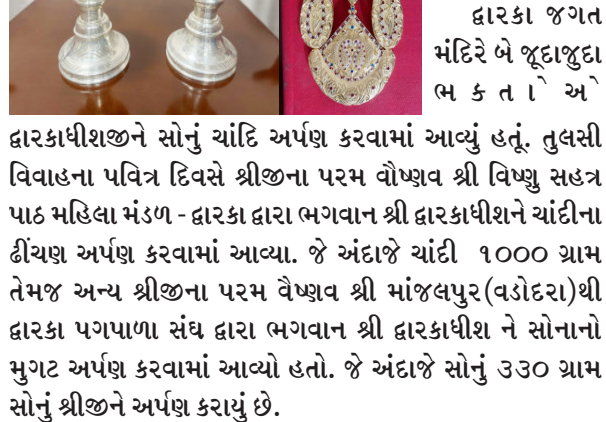 દ્વારકા જગત
મંદિરે બે જૂદાજુદા
ભક્તોએ
દ્વારકાધીશજીને સોનું ચાંદિ અર્પણ કરવામાં આવ્યું હતૂં. તુલસી
વિવાહના પવિત્ર દિવસે શ્રીજીના પરમ વૌષ્ણવ શ્રી વિષ્ણુ સહત્ર
પાઠ મહિલા મંડળ - દ્વારકા દ્વારા ભગવાન શ્રી દ્વારકાધીશને ચાંદીના
ઢીંચણ અર્પણ કરવામાં આવ્યા. જે અંદાજે ચાંદી ૧૦૦૦ ગ્રામ
તેમજ અન્ય શ્રીજીના પરમ વૈષ્ણવ શ્રી માંજલપુર(વડોદરા)થી
દ્વારકા પગપાળા સંઘ દ્વારા ભગવાન શ્રી દ્વારકાધીશ ને સોનાનો
મુગટ અર્પણ કરવામાં આવ્યો હતો. જે અંદાજે સોનું ૩૩૦ ગ્રામ
સોનું શ્રીજીને અર્પણ કરાયું છે.